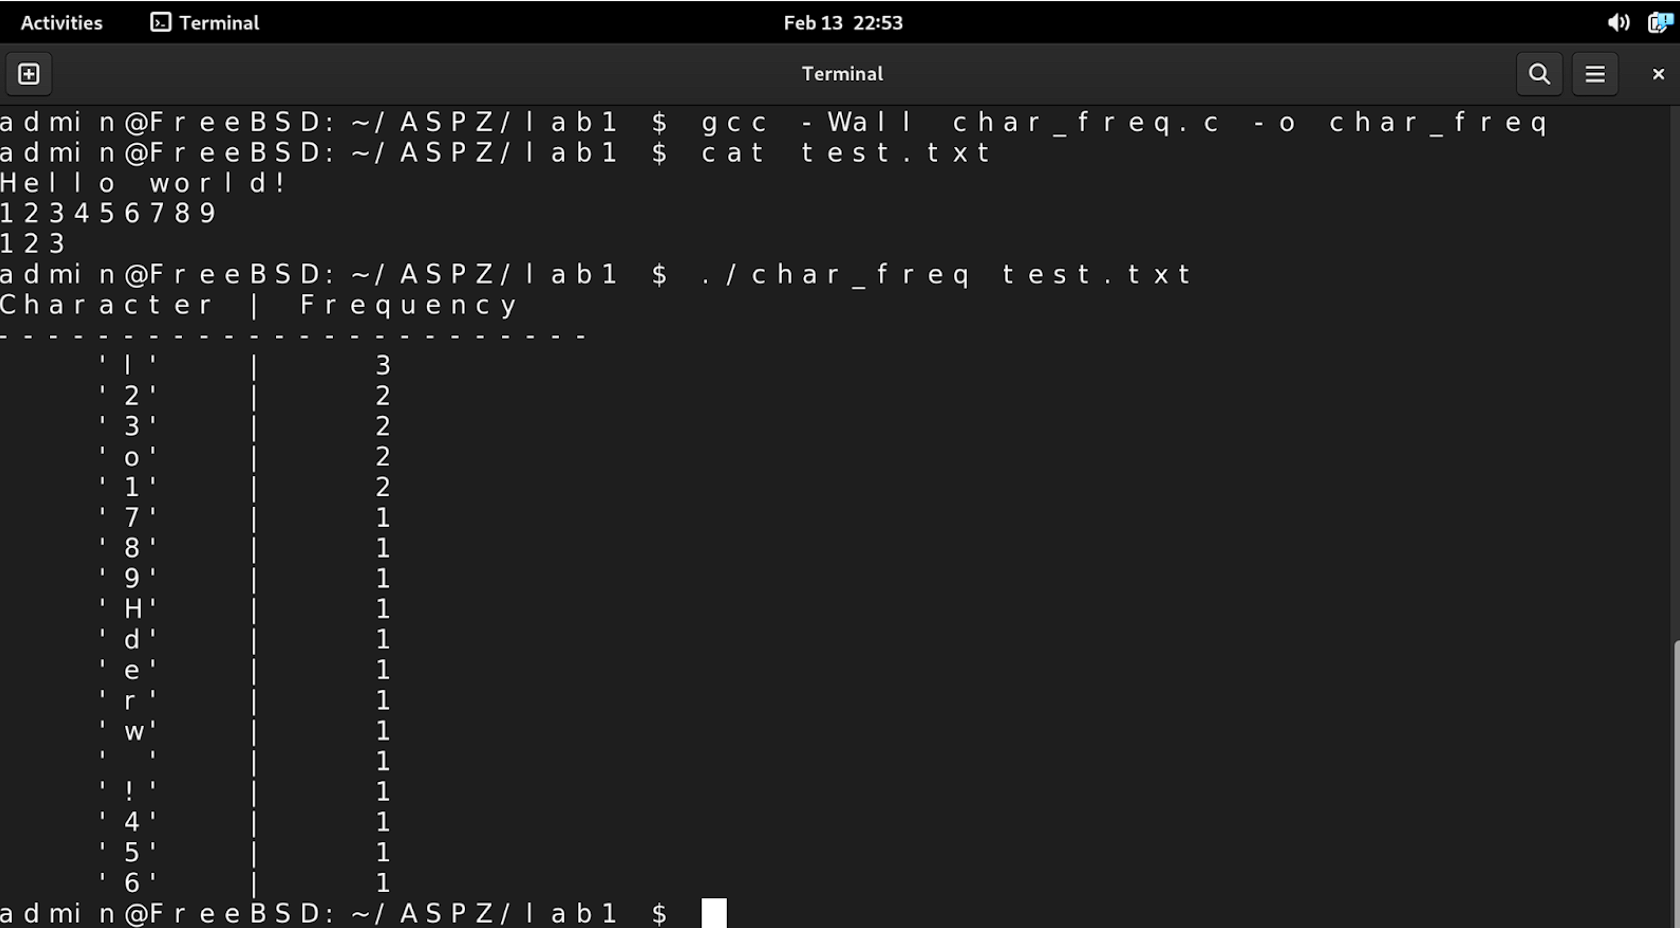 Activities Terminal Feb 13 22:53
Terminal
admin@FreeBSD:~/ASPZ/lab1 $ gcc -Wall char_freq.c -o char_freq
admin@FreeBSD:~/ASPZ/lab1 $ cat test.txt
Hello world!
123456789
123
admin@FreeBSD:~/ASPZ/lab1 $ ./char_freq test.txt
Character | Frequency
------------------------
'l' | 3
'2' | 2
'3' | 2
'o' | 2
'1' | 2
'7' | 1
'8' | 1
'9' | 1
'H' | 1
'd' | 1
'e' | 1
'r' | 1
'w' | 1
' ' | 1
'!' | 1
'4' | 1
'5' | 1
'6' | 1
admin@FreeBSD:~/ASPZ/lab1 $